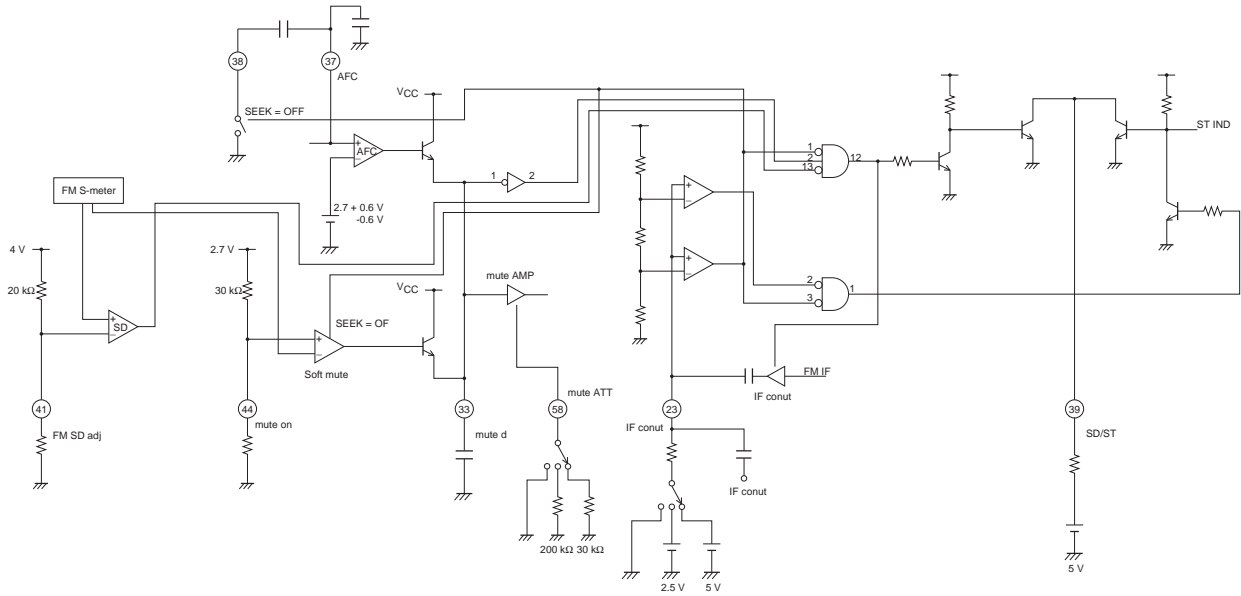 38
37
AFC
VCC
SEEK = OFF
ST IND
+
AFC
–
1
2
1
2
13
12
FM S-meter
2.7 + 0.6 V
-0.6 V
+
–
4 V
2.7 V
+
–
20 kΩ
30 kΩ
mute AMP
VCC
2
3
1
+
SD
–
SEEK = OF
+
–
Soft mute
FM IF
IF conut
mute ATT
41
44
33
58
23
39
FM SD adj
mute on
mute d
IF conut
SD/ST
IF conut
200 kΩ
30 kΩ
2.5 V
5 V
5 V